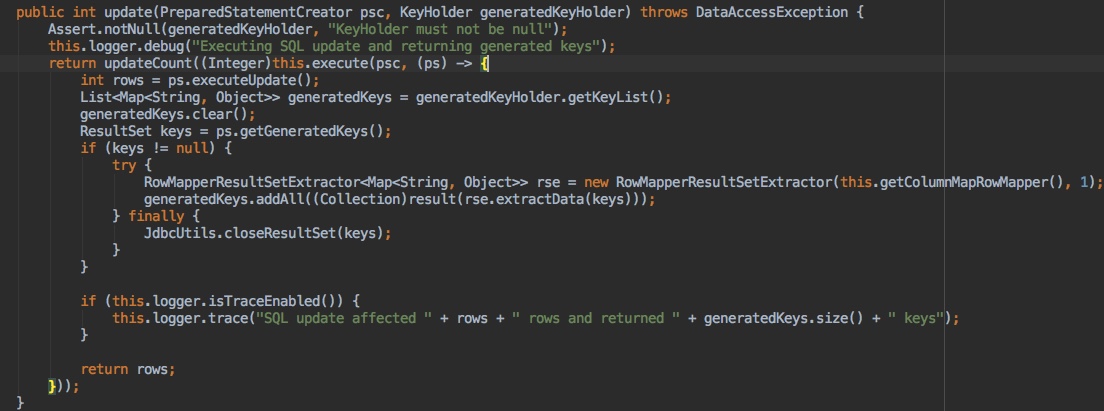 public int update(PreparedStatementCreator psc, KeyHolder generatedKeyHolder) throws DataAccessException {
    Assert.notNull(generatedKeyHolder, "KeyHolder must not be null");
    this.logger.debug("Executing SQL update and returning generated keys");
    return updateCount((Integer)this.execute(psc, (ps) -> {
        int rows = ps.executeUpdate();
        List<Map<String, Object>> generatedKeys = generatedKeyHolder.getKeyList();
        generatedKeys.clear();
        ResultSet keys = ps.getGeneratedKeys();
        if (keys != null) {
            try {
                RowMapperResultSetExtractor<Map<String, Object>> rse = new RowMapperResultSetExtractor(this.getColumnMapRowMapper(), 1);
                generatedKeys.addAll((Collection)result(rse.extractData(keys)));
            } finally {
                JdbcUtils.closeResultSet(keys);
            }
        }

        if (this.logger.isTraceEnabled()) {
            this.logger.trace("SQL update affected " + rows + " rows and returned " + generatedKeys.size() + " keys");
        }

        return rows;
    }));
}